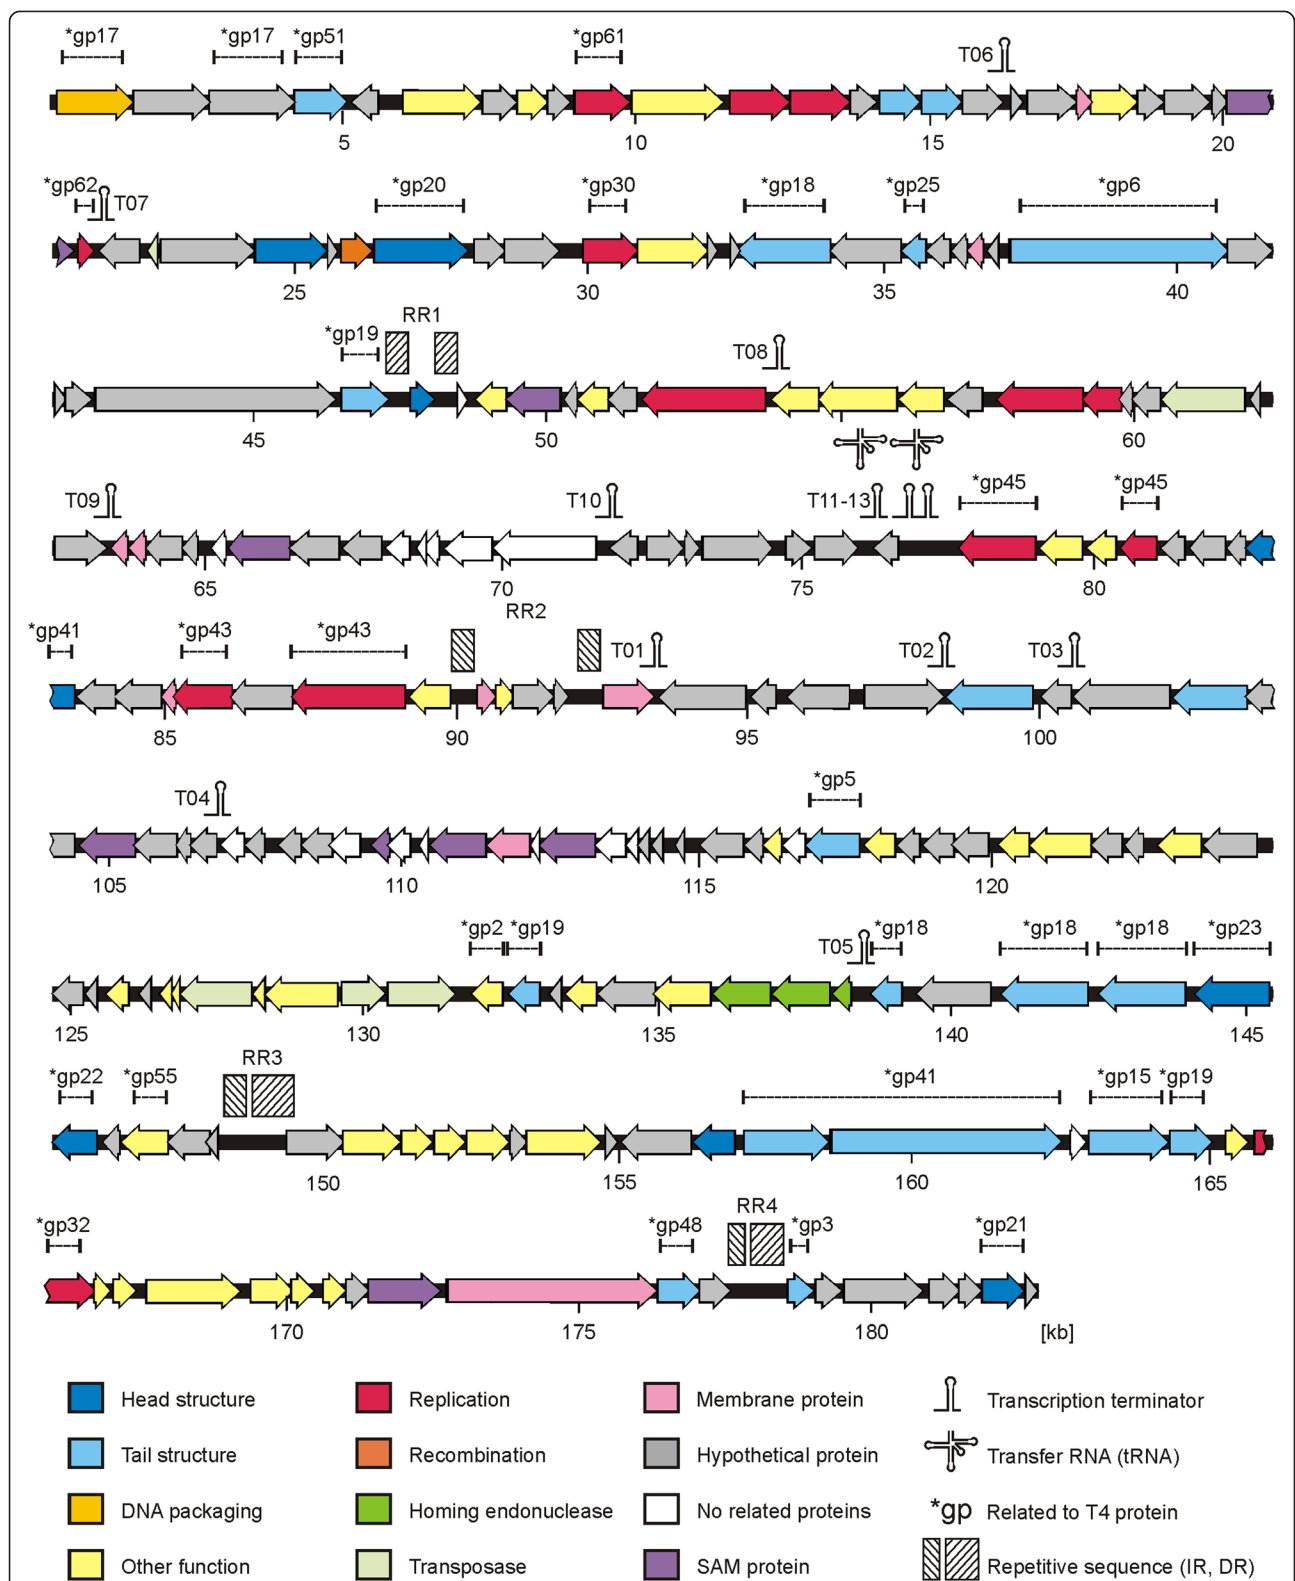 *gp17 *gp17 *gp51 *gp61 T06
5 10 15 20
*gp62 T07 *gp20 *gp30 *gp18 *gp25 *gp6
25 30 35 40
*gp19 RR1 T08
45 50 60
T09 T10 T11-13 *gp45 *gp45
65 70 75 80
*gp41 *gp43 *gp43 RR2 T01 T02 T03
85 90 95 100
T04 *gp5
105 110 115 120
*gp2 *gp19 T05 *gp18 *gp18 *gp18 *gp23
125 130 135 140 145
*gp22 *gp55 RR3 *gp41 *gp15 *gp19
150 155 160 165
*gp32 *gp48 RR4 *gp3 *gp21
170 175 180 [kb]
Head structure Replication Membrane protein Transcription terminator
Tail structure Recombination Hypothetical protein Transfer RNA (tRNA)
DNA packaging Homing endonuclease No related proteins *gp Related to T4 protein
Other function Transposase SAM protein Repetitive sequence (IR, DR)